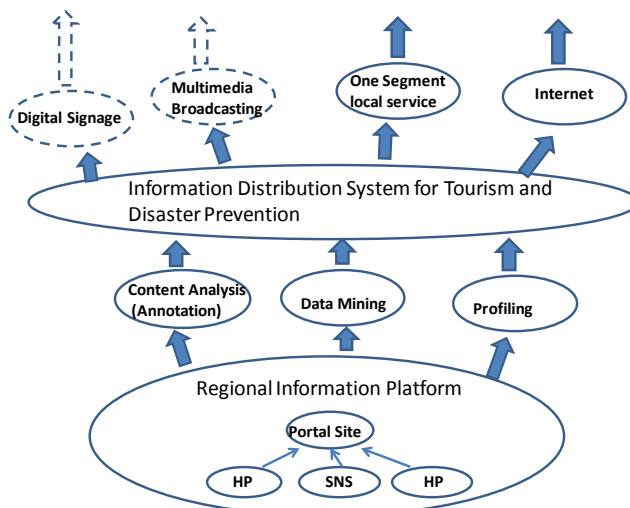 Digital Signage
Multimedia
Broadcasting
One Segment
local service
Internet
Information Distribution System for Tourism and
Disaster Prevention
Content Analysis
(Annotation)
Data Mining
Profiling
Regional Information Platform
Portal Site
HP
SNS
HP